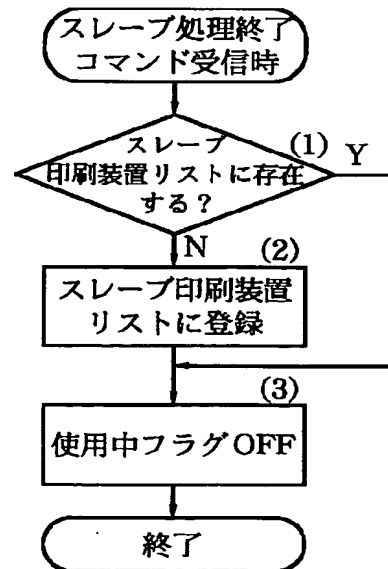 スレーブ処理終了
コマンド受信時
スレーブ (1) Y
印刷装置リストに存在
する？
N (2)
スレーブ印刷装置
リストに登録
(3)
使用中フラグOFF
終了